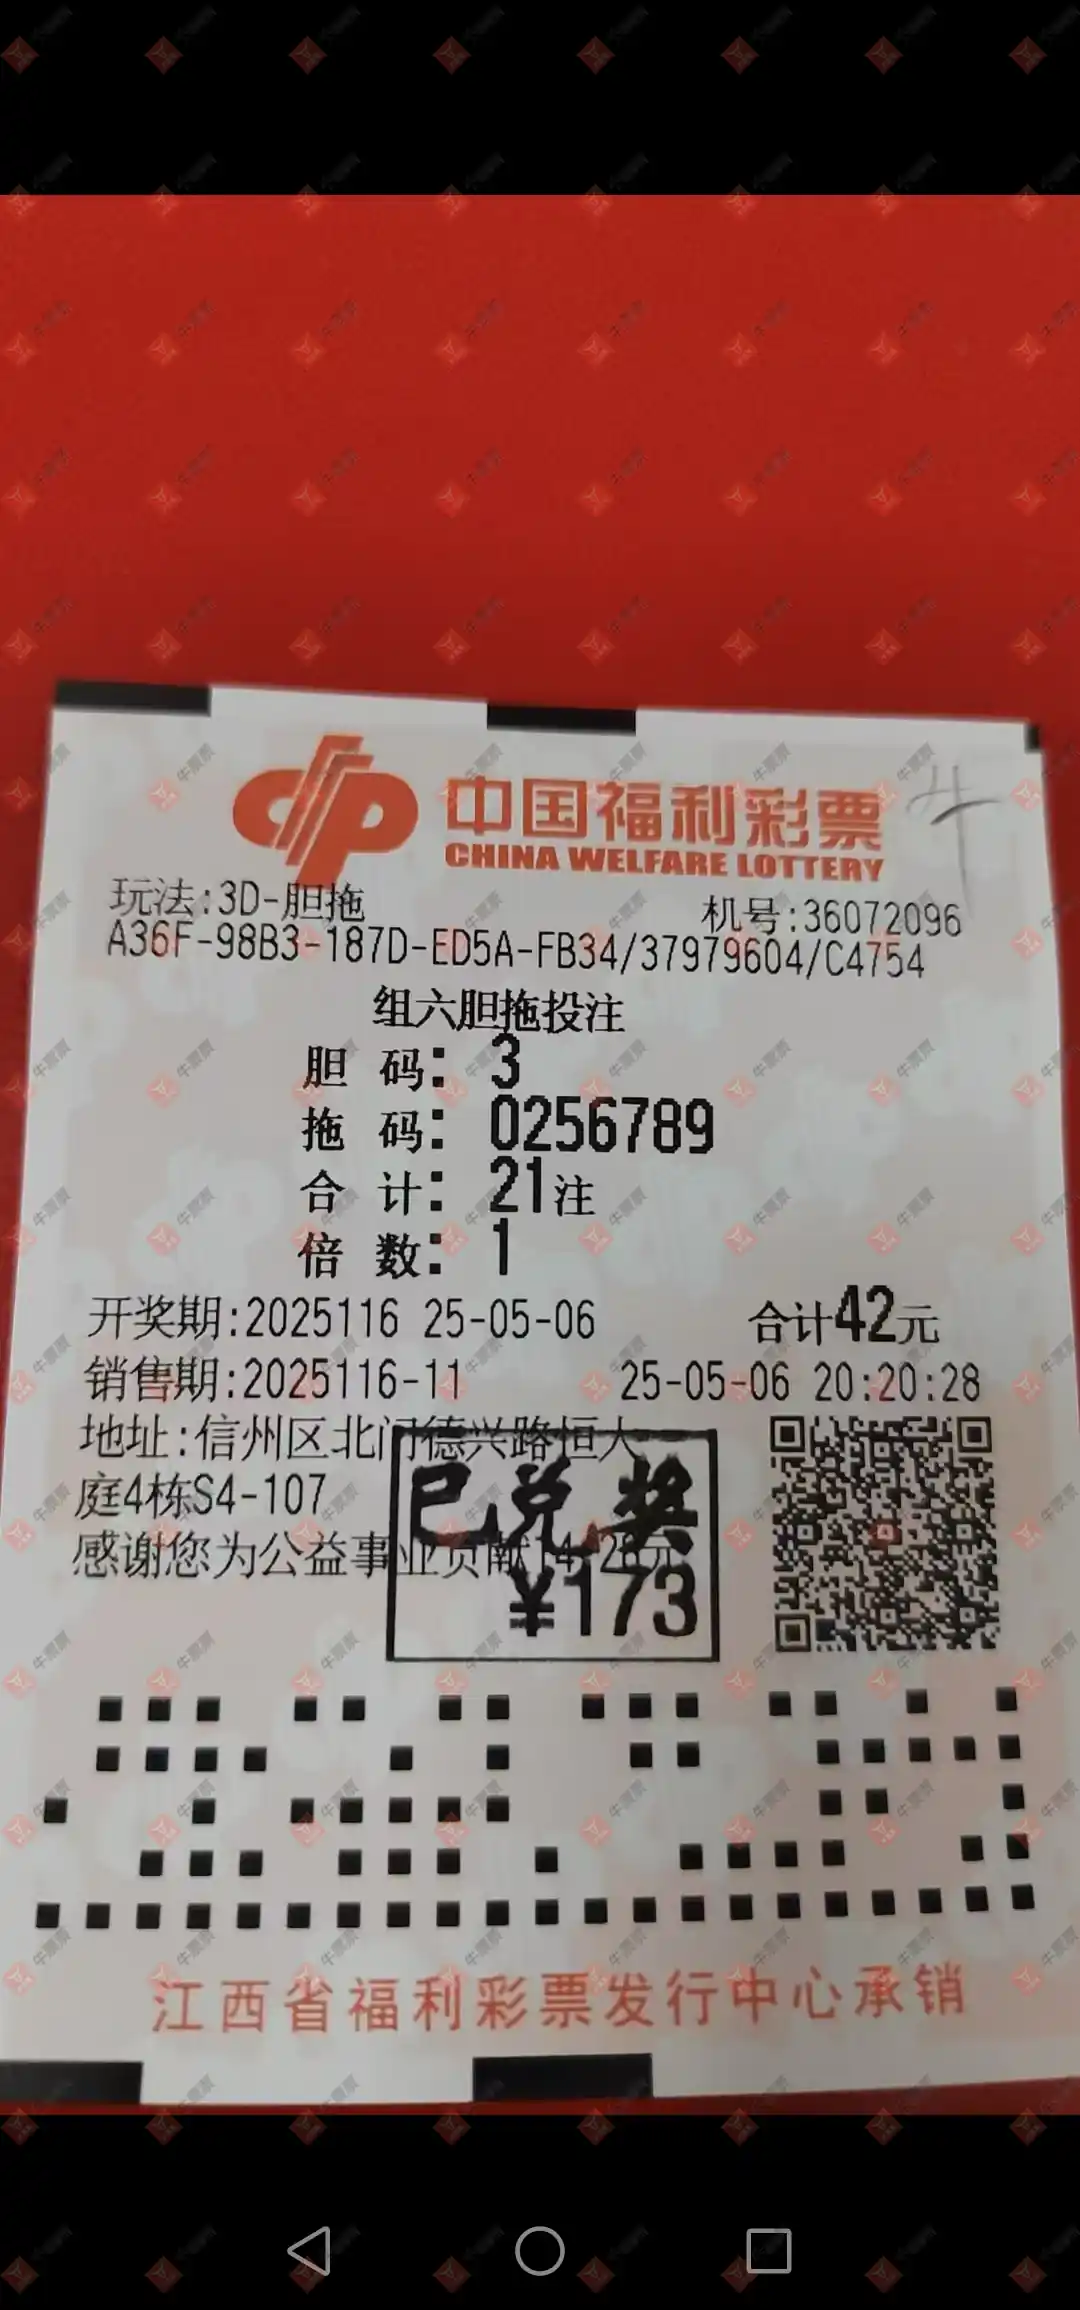 中国福利彩票
CHINA WELFARE LOTTERY
牛
玩法:3D-胆拖 机号:36072096
A36F-98B3-187D-ED5A-FB34/37979604/C4754
组六胆拖投注
胆 码: 3
拖 码: 0256789
合 计: 21注
倍 数: 1
开奖期:2025116 25-05-06 合计42元
销售期:2025116-11 25-05-06 20:20:28
地址:信州区北门德兴路恒大
庭4栋S4-107
感谢您为公益事业贡献14.28元
已兑奖
¥173
江西省福利彩票发行中心承销
牛票票